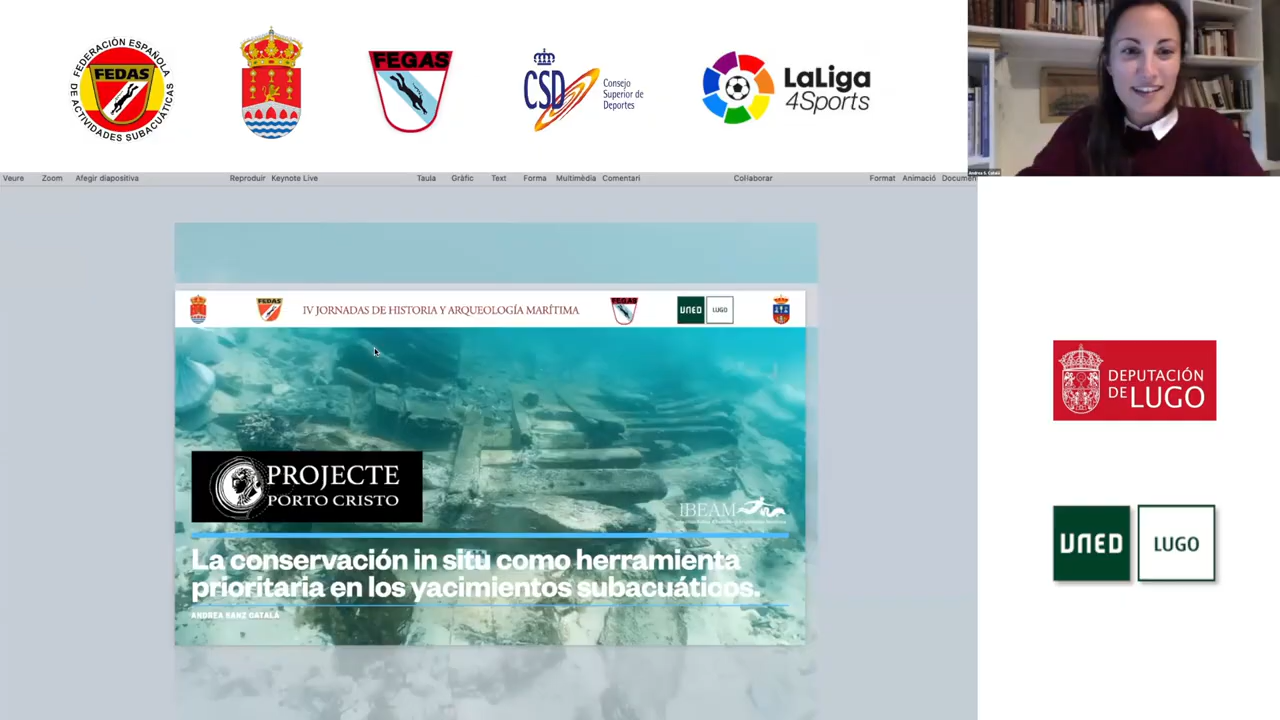 FEDERACIÓN ESPAÑOLA
FEDAS
DE ACTIVIDADES SUBACUÁTICAS
FEGAS
CSD
Consejo
Superior de
Deportes
LaLiga
4Sports
Veure Zoom Afegir diapositiva Reproduir Keynote Live Taula Gràfic Text Forma Multimèdia Comentari Col·laborar Format Animació Documen
FEDAS
IV JORNADAS DE HISTORIA Y ARQUEOLOGÍA MARÍTIMA
FEGAS
UNED LUGO
PROJECTE
PORTO CRISTO
IBEAM
La conservación in situ como herramienta
prioritaria en los yacimientos subacuáticos.
ANDREA SANZ CATALÁ
DEPUTACIÓN
DE LUGO
UNED LUGO